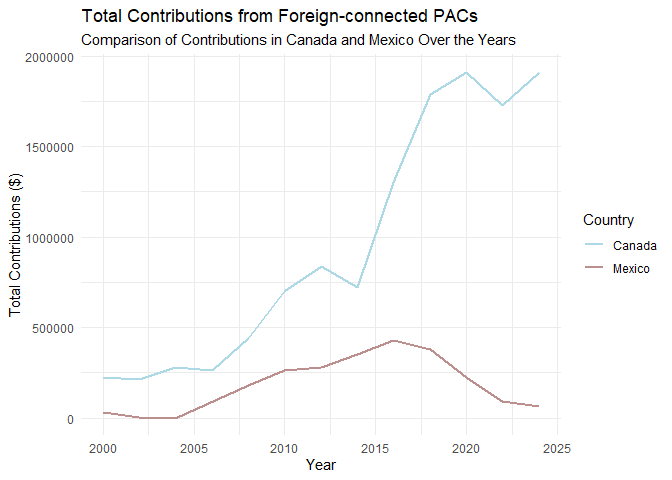 Total Contributions from Foreign-connected PACs
Comparison of Contributions in Canada and Mexico Over the Years
2000000
1500000
1000000
500000
0
Total Contributions ($)
2000
2005
2010
2015
2020
2025
Year
Country
Canada
Mexico